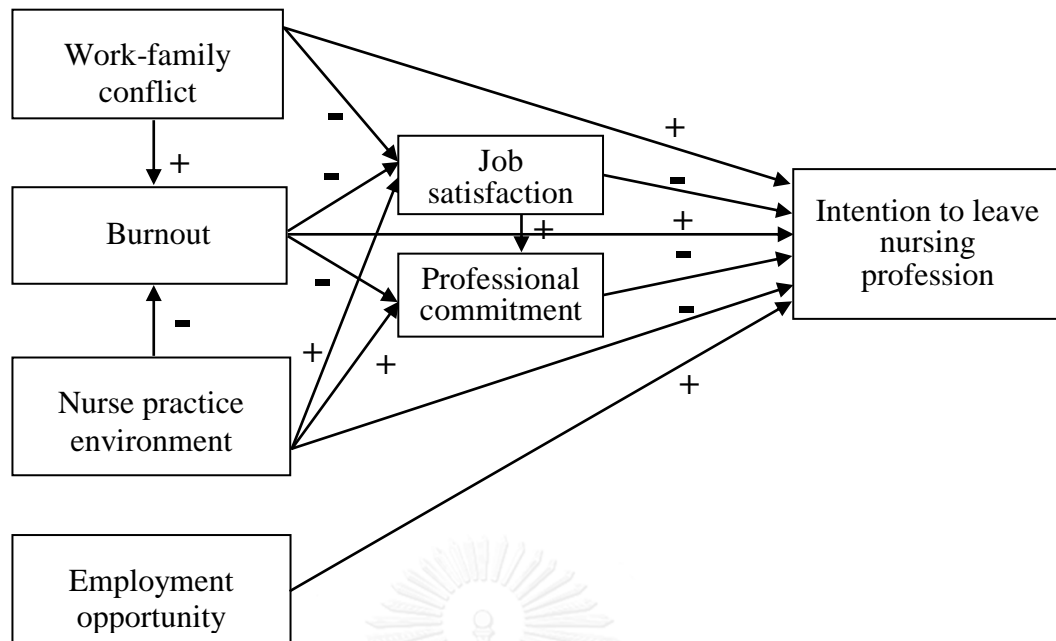 Work-family
conflict
+
-
+
-
Job
satisfaction
-
Intention to leave
nursing
profession
Burnout
+
+
-
-
Professional
commitment
-
-
+
+
+
Nurse practice
environment
Employment
opportunity